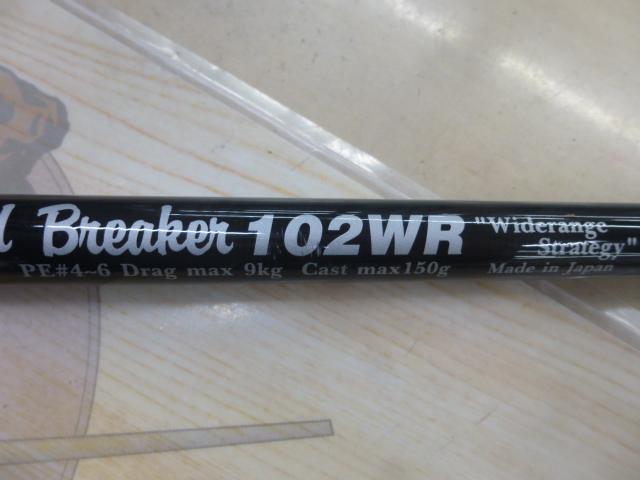 Breaker 102WR "Widerange
Strategy"
PE#4~6 Drag max 9kg Cast max150g Made in Japan